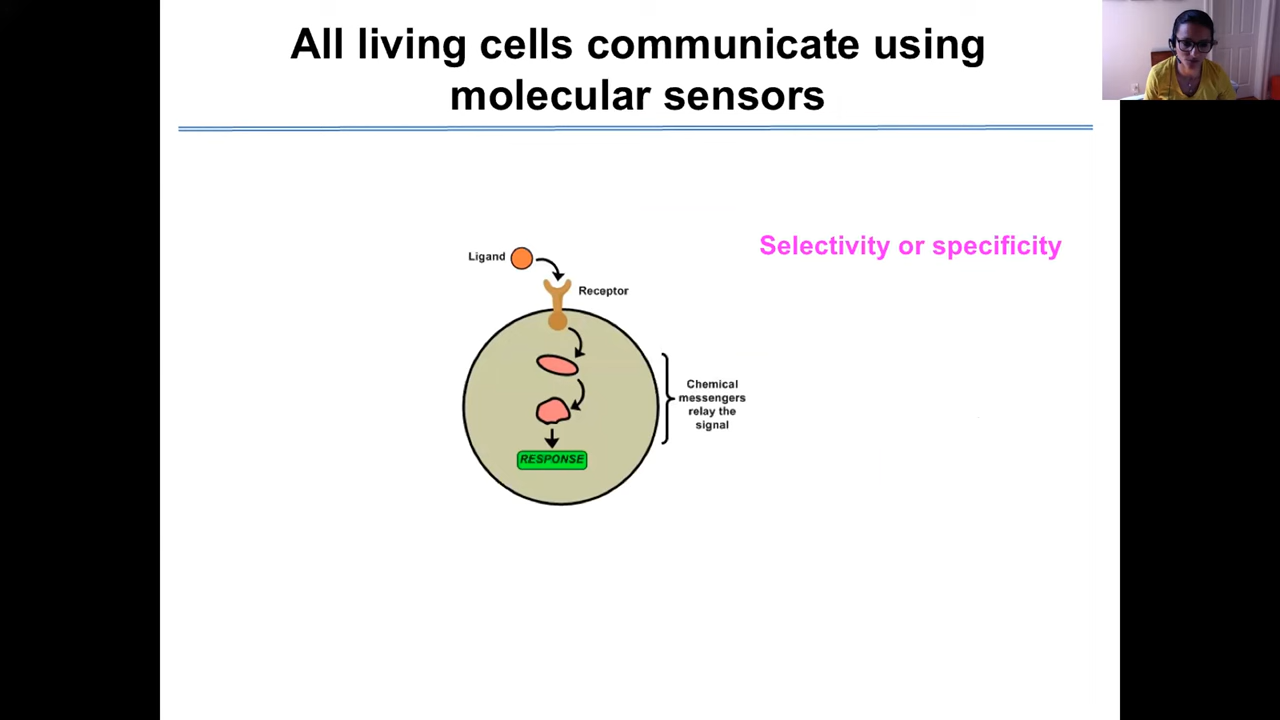 All living cells communicate using
molecular sensors
Selectivity or specificity
Ligand
Receptor
Chemical
messengers
relay the
signal
RESPONSE